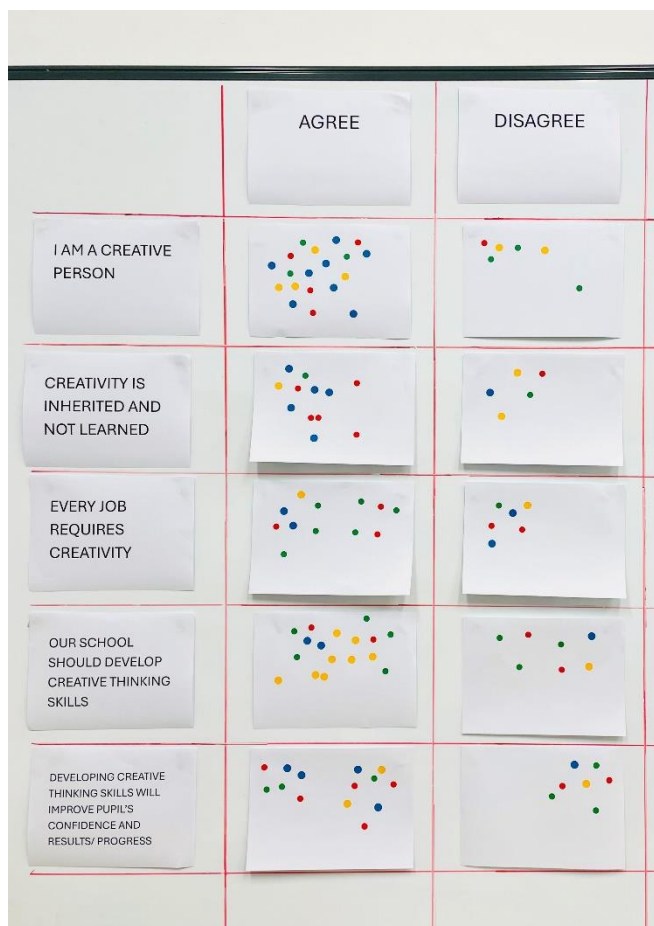 AGREE
DISAGREE
I AM A CREATIVE
PERSON
CREATIVITY IS
INHERITED AND
NOT LEARNED
EVERY JOB
REQUIRES
CREATIVITY
OUR SCHOOL
SHOULD DEVELOP
CREATIVE THINKING
SKILLS
DEVELOPING CREATIVE
THINKING SKILLS WILL
IMPROVE PUPIL'S
CONFIDENCE AND
RESULTS/ PROGRESS